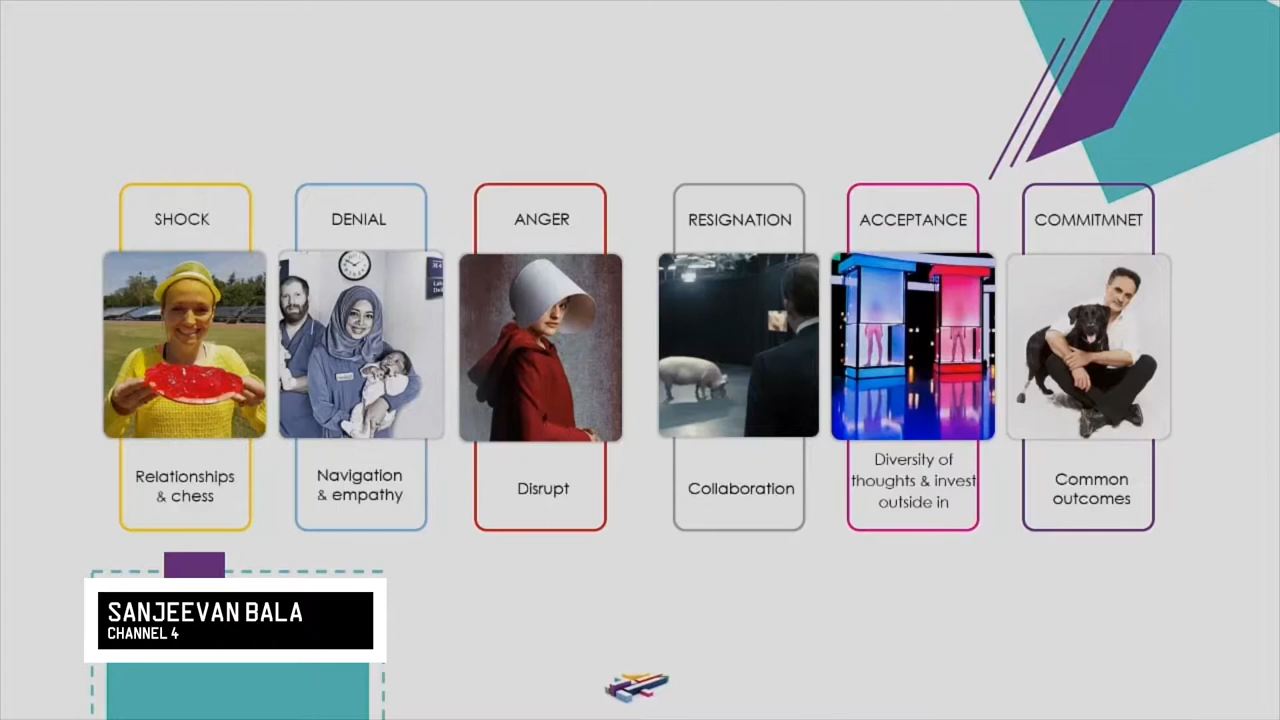 SHOCK
DENIAL
ANGER
RESIGNATION
ACCEPTANCE
COMMITMNET
Relationships
& chess
Navigation
& empathy
Disrupt
Collaboration
Diversity of
thoughts & invest
outside in
Common
outcomes
SANJEEVAN BALA
CHANNEL 4